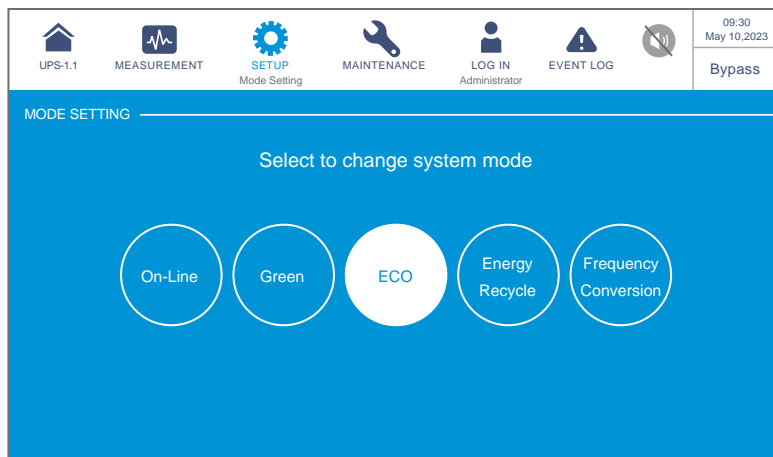 UPS-1.1
MEASUREMENT
SETUP
Mode Setting
MAINTENANCE
LOG IN
Administrator
EVENT LOG
09:30
May 10,2023
Bypass
MODE SETTING
Select to change system mode
On-Line
Green
ECO
Energy
Recycle
Frequency
Conversion